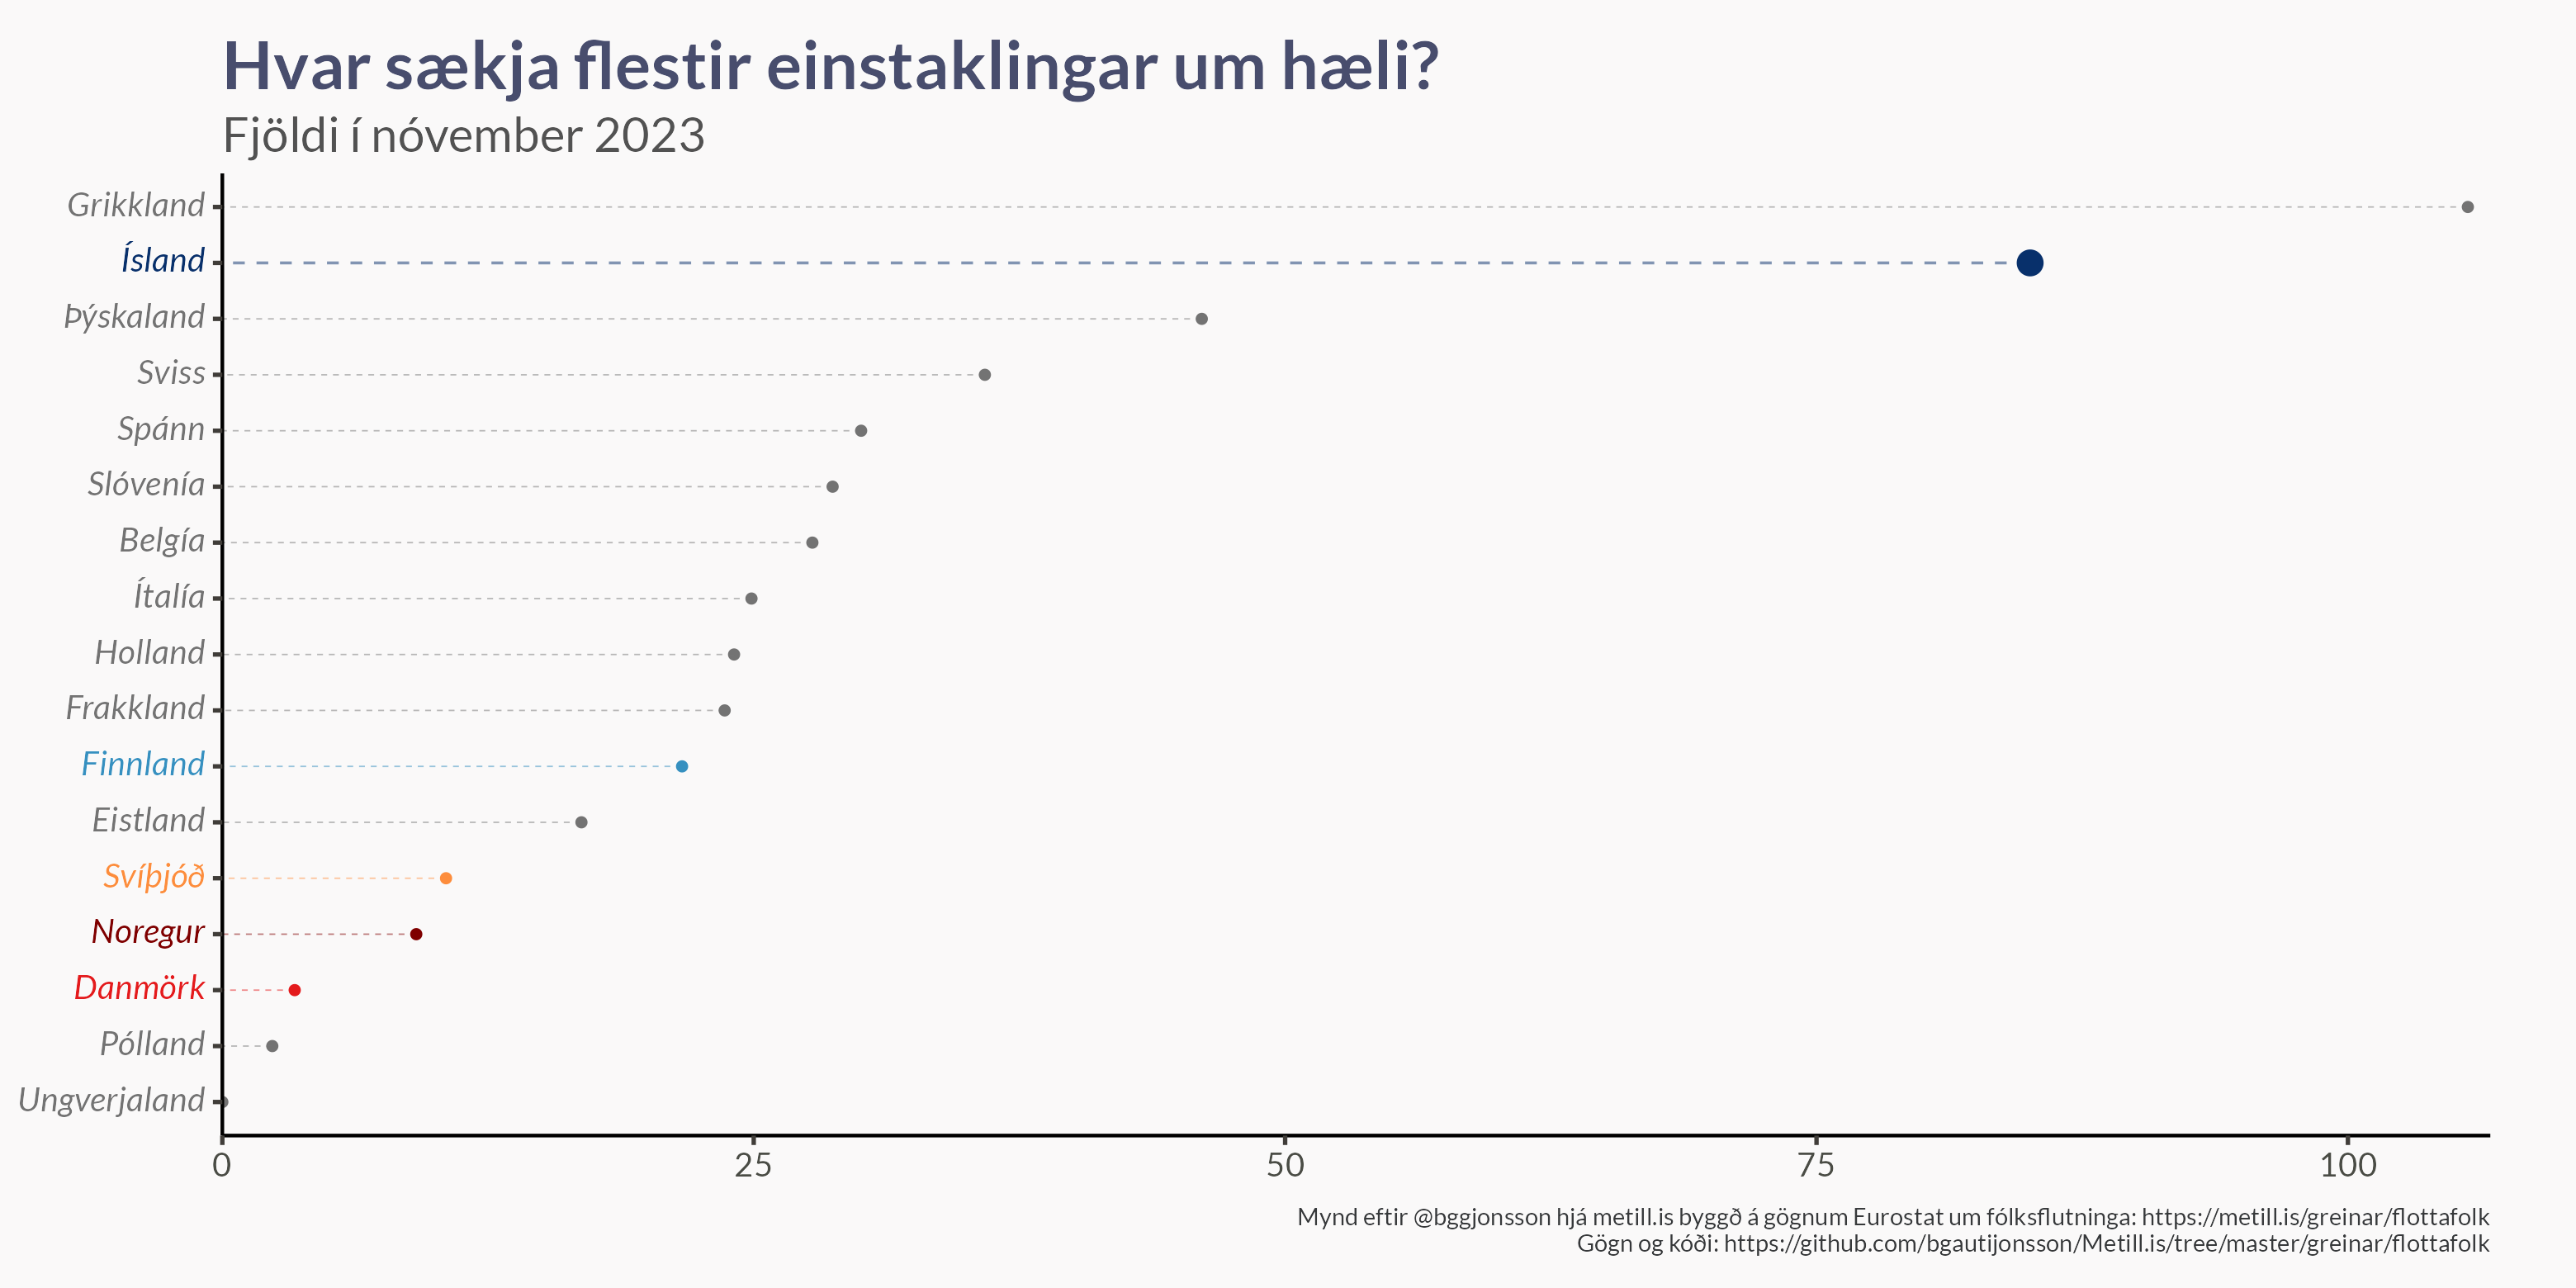 Hvar sækja flestir einstaklingar um hæli?
Fjöldi í nóvember 2023
Grikkland
Ísland
Þýskaland
Sviss
Spánn
Slóvenía
Belgía
Ítalía
Holland
Frakkland
Finnland
Eistland
Svíþjóð
Noregur
Danmörk
Pólland
Ungverjaland
0 25 50 75 100
Mynd eftir @bggjonsson hjá metill.is byggð á gögnum Eurostat um fólksflutninga: https://metill.is/greinar/flottafolk
Gögn og kóði: https://github.com/bgautijonsson/Metill.is/tree/master/greinar/flottafolk